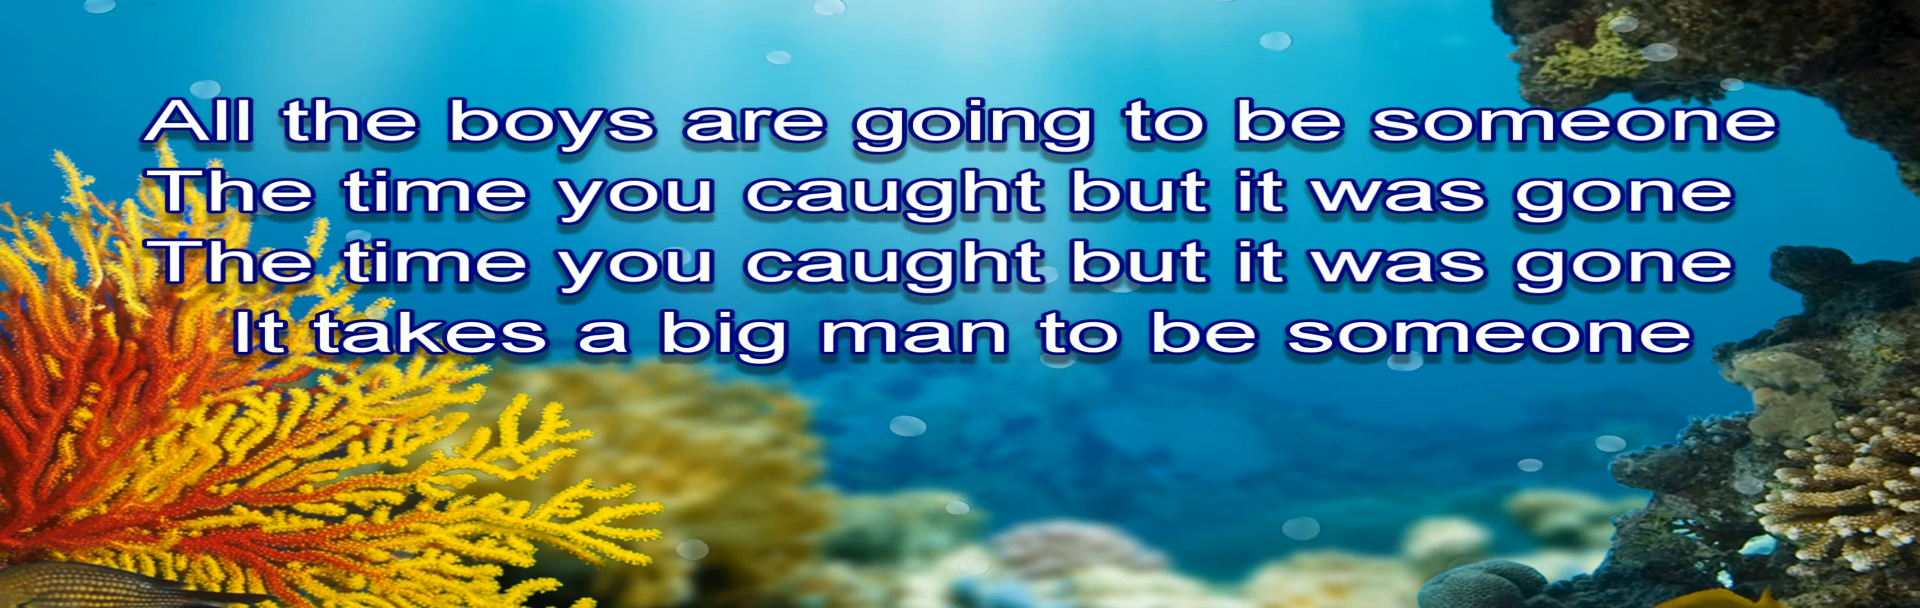 All the boys are going to be someone
The time you caught but it was gone
The time you caught but it was gone
It takes a big man to be someone